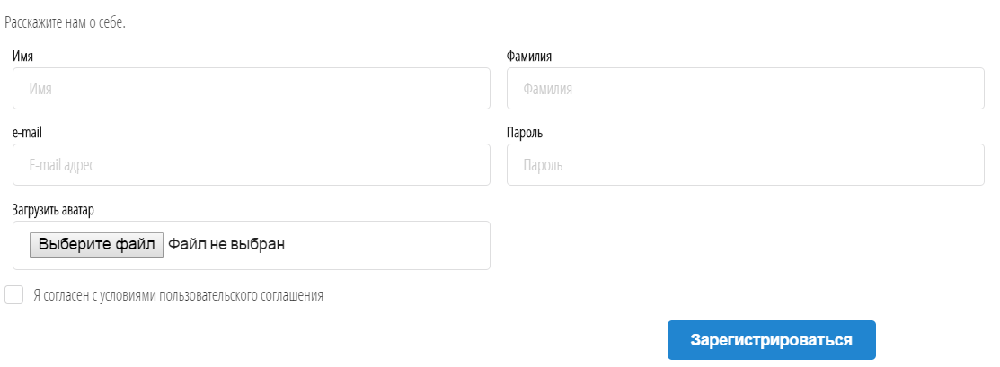 Расскажите нам о себе.
Имя
Фамилия
Имя
Фамилия
e-mail
Пароль
E-mail адрес
Пароль
Загрузить аватар
Выберите файл Файл не выбран
Я согласен с условиями пользовательского соглашения
Зарегистрироваться